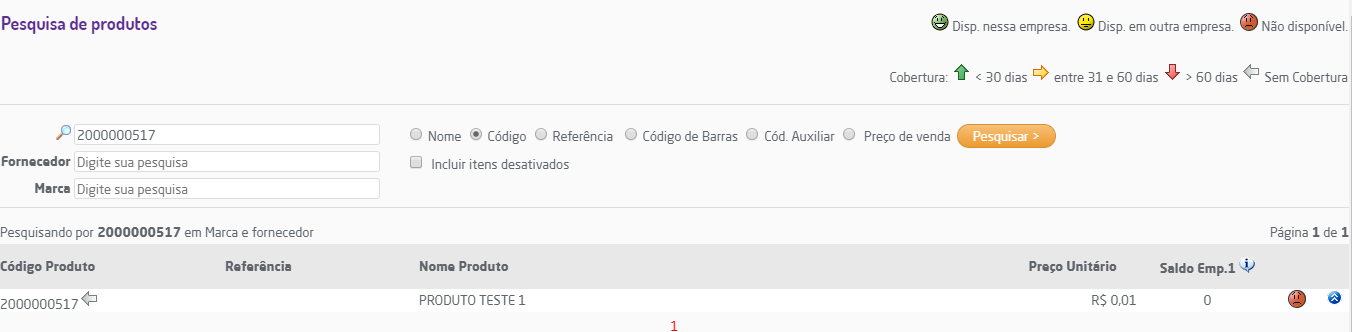 Pesquisa de produtos
Disp. nessa empresa. Disp. em outra empresa. Não disponível.
Cobertura: < 30 dias entre 31 e 60 dias > 60 dias Sem Cobertura
2000000517 Nome Código Referência Código de Barras Cód. Auxiliar Preço de venda Pesquisar >
Fornecedor Digite sua pesquisa Incluir itens desativados
Marca Digite sua pesquisa
Pesquisando por 2000000517 em Marca e fornecedor Página 1 de 1
Código Produto Referência Nome Produto Preço Unitário Saldo Emp.1
2000000517 PRODUTO TESTE 1 R$ 0,01 0
1